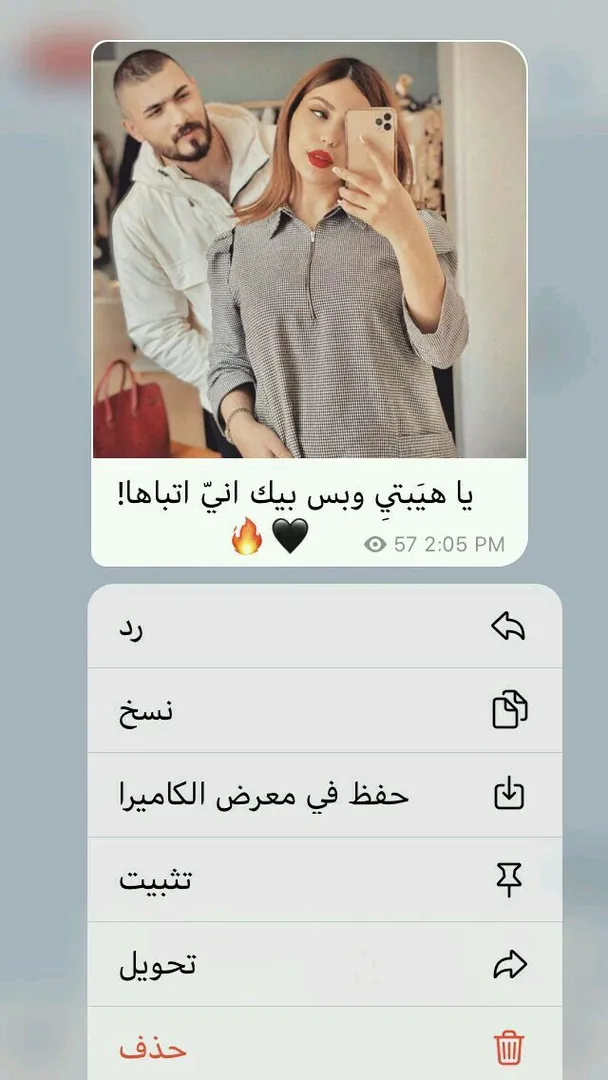 يا هيَبتيِ وبس بيك انيّ اتباها!
🔥🖤
57 2:05 PM
رد
نسخ
حفظ في معرض الكاميرا
تثبيت
تحويل
حذف